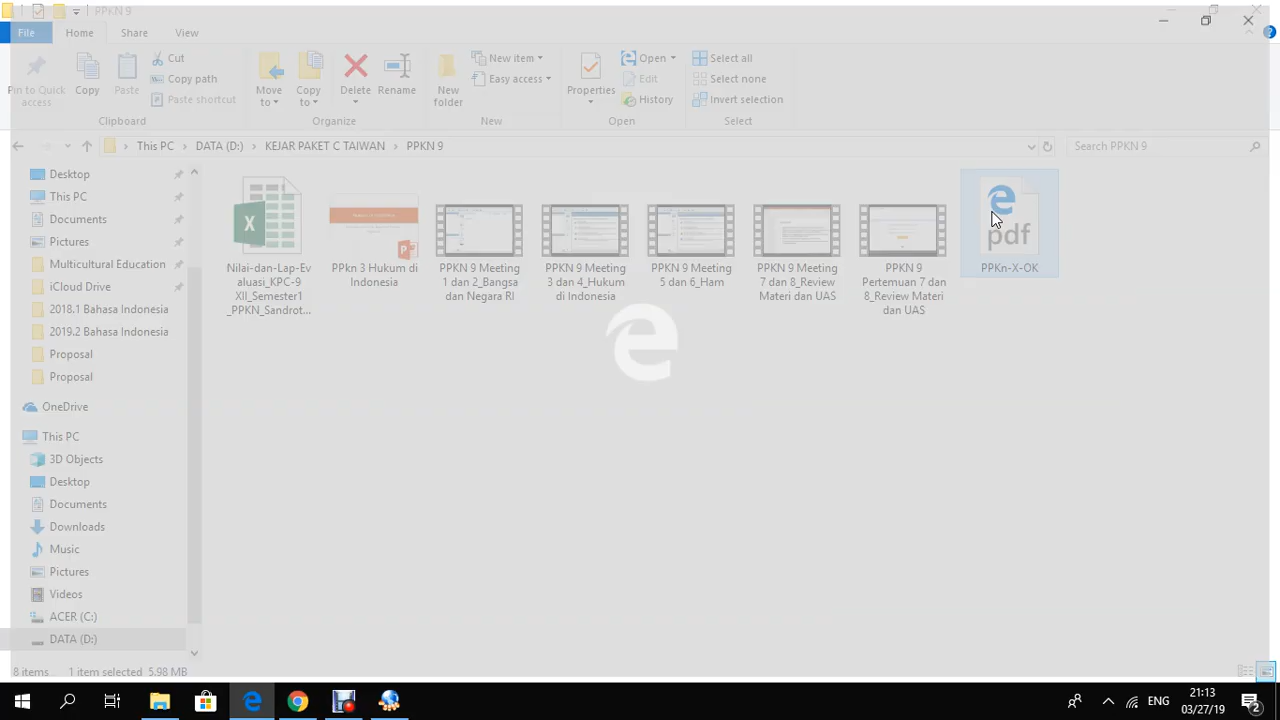 PPKN 9
File Home Share View
Pin to Quick access
Copy
Paste
Cut
Copy path
Paste shortcut
Clipboard
Move to
Copy to
Delete
Rename
Organize
New folder
New item
Easy access
New
Properties
Open
Edit
History
Open
Select all
Select none
Invert selection
Select
This PC DATA (D:) KEJAR PAKET C TAIWAN PPKN 9
Search PPKN 9
Desktop
This PC
Documents
Pictures
Multicultural Education
iCloud Drive
2018.1 Bahasa Indonesia
2019.2 Bahasa Indonesia
Proposal
Proposal
OneDrive
This PC
3D Objects
Desktop
Documents
Downloads
Music
Pictures
Videos
ACER (C:)
DATA (D:)
Nilai-dan-Lap-Ev
aluasi_KPC-9
XII_Semester1
_PPKN_Sandrot...
PPkn 3 Hukum di
Indonesia
PPKN 9 Meeting
1 dan 2_Bangsa
dan Negara RI
PPKN 9 Meeting
3 dan 4_Hukum
di Indonesia
PPKN 9 Meeting
5 dan 6_Ham
PPKN 9 Meeting
7 dan 8_Review
Materi dan UAS
PPKN 9
Pertemuan 7 dan
8_Review Materi
dan UAS
pdf
PPKn-X-OK
8 items 1 item selected 5.98 MB
ENG
21:13
03/27/19
2